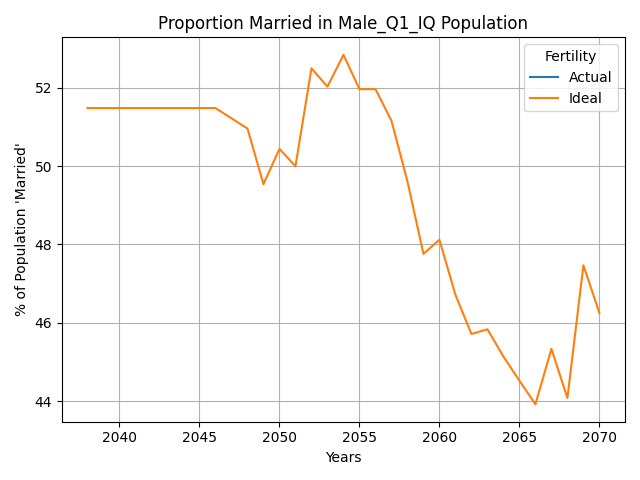 Proportion Married in Male_Q1_IQ Population
% of Population 'Married'
52
50
48
46
44
Fertility
Actual
Ideal
2040 2045 2050 2055 2060 2065 2070
Years